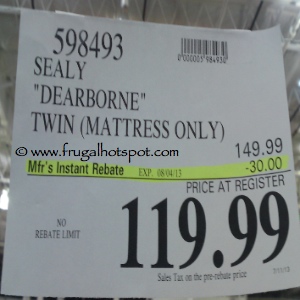 598493
0000005984930
SEALY
"DEARBORNE"
TWIN (MATTRESS ONLY)
www.frugalhotspot.com
149.99
Mfr's Instant Rebate EXP. 08/04/13 -30.00
PRICE AT REGISTER
NO
REBATE LIMIT
119.99
Sales Tax on the pre-rebate price